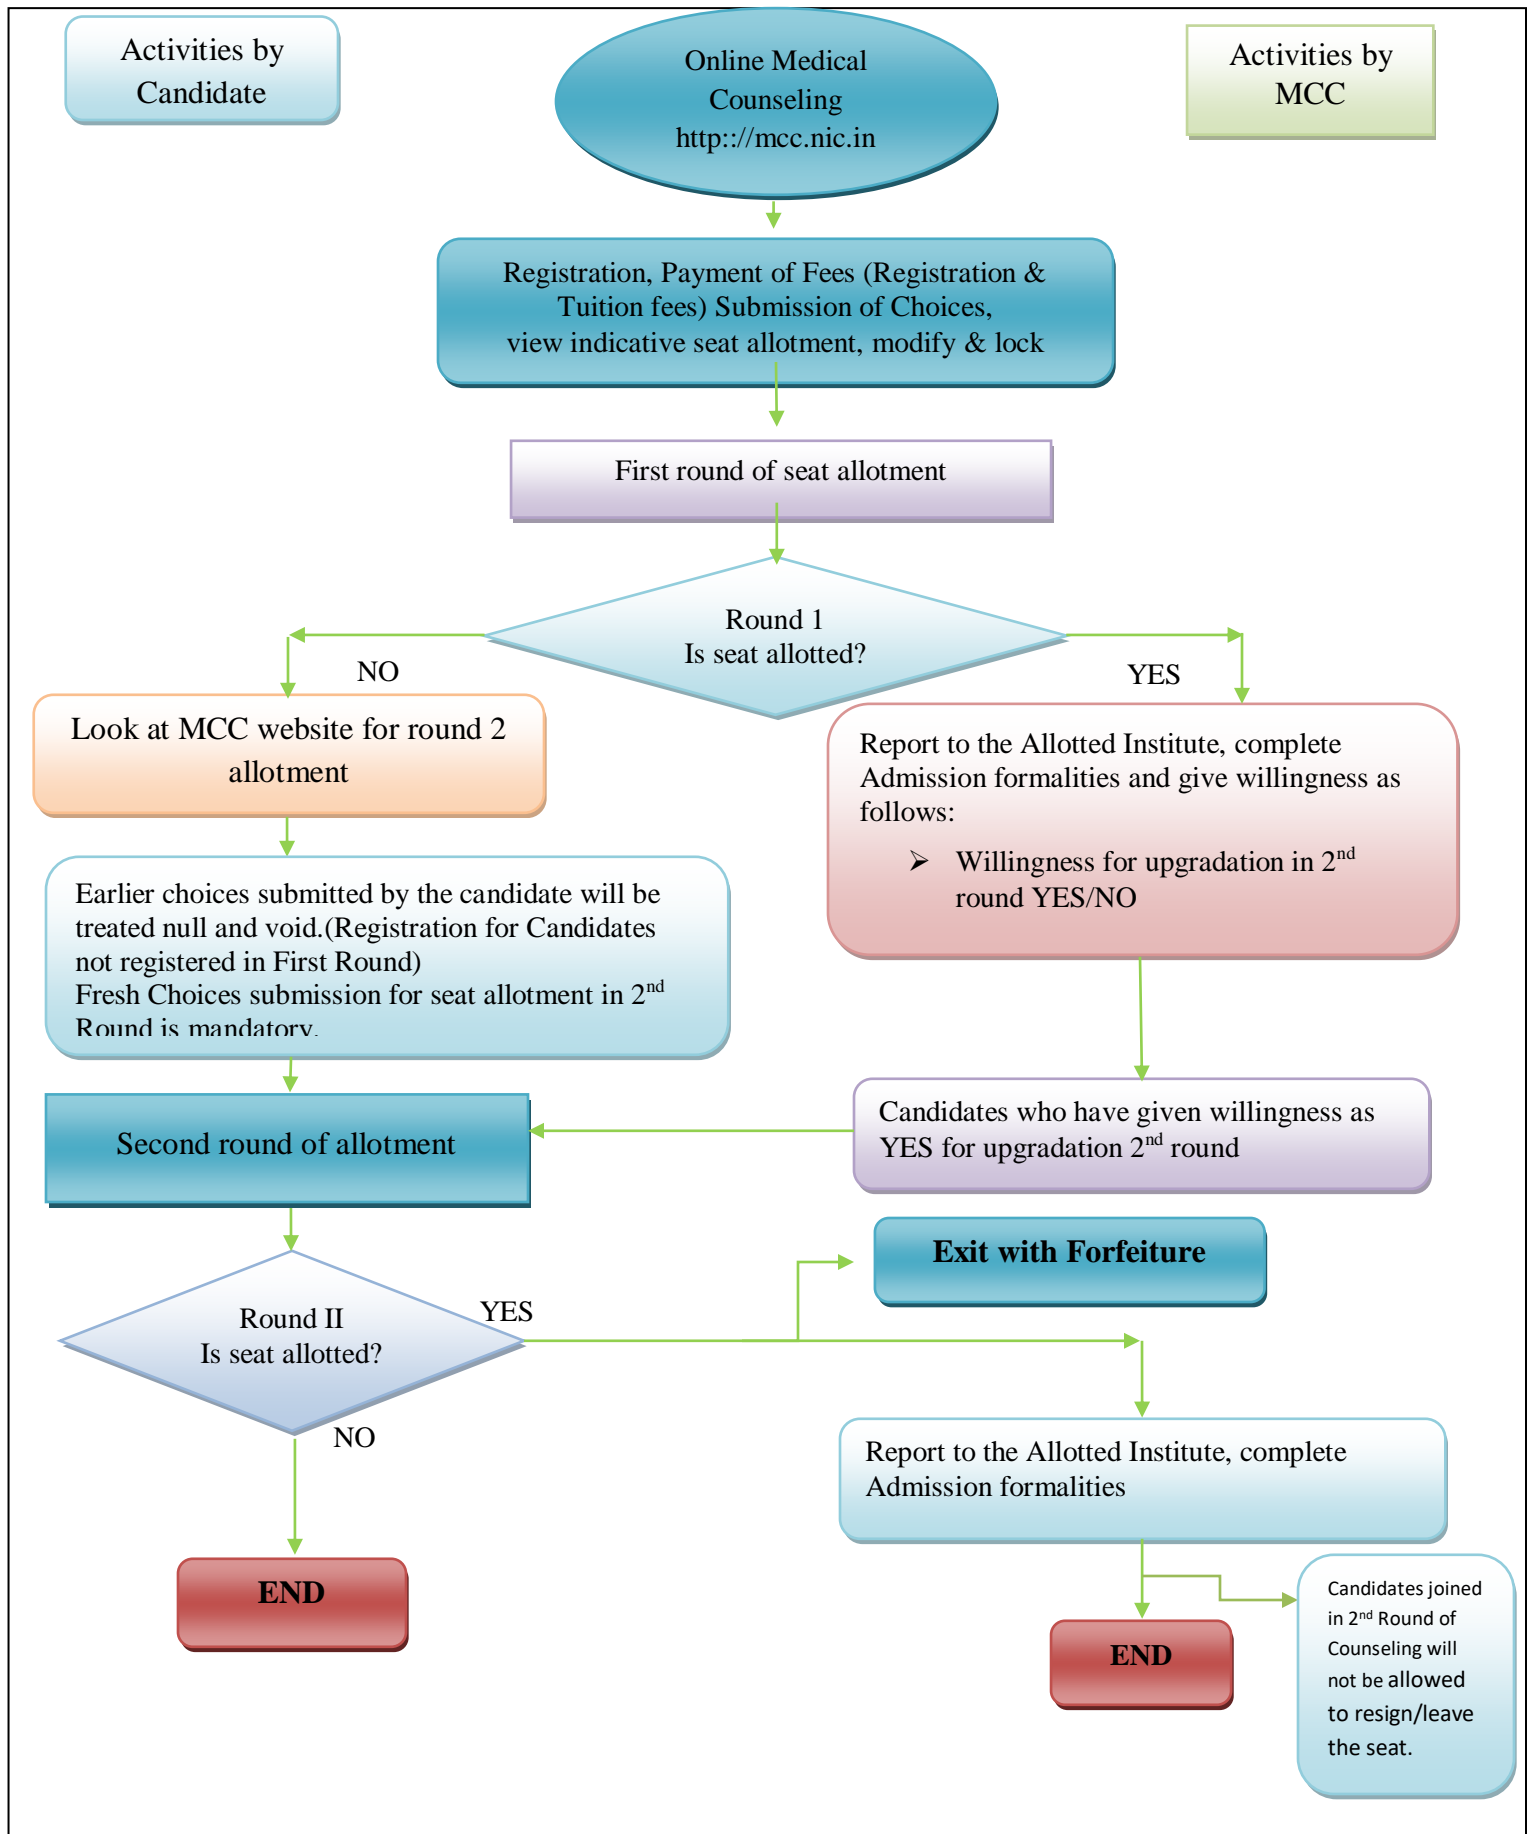 Activities by
Candidate
Online Medical
Counseling
http:://mcc.nic.in
Activities by
MCC
Registration, Payment of Fees (Registration &
Tuition fees) Submission of Choices,
view indicative seat allotment, modify & lock
First round of seat allotment
Round 1
Is seat allotted?
NO
YES
Look at MCC website for round 2
allotment
Report to the Allotted Institute, complete
Admission formalities and give willingness as
follows:
➢ Willingness for upgradation in 2nd
round YES/NO
Earlier choices submitted by the candidate will be
treated null and void.(Registration for Candidates
not registered in First Round)
Fresh Choices submission for seat allotment in 2nd
Round is mandatory.
Second round of allotment
Candidates who have given willingness as
YES for upgradation 2nd round
Exit with Forfeiture
Round II
Is seat allotted?
YES
NO
Report to the Allotted Institute, complete
Admission formalities
END
END
Candidates joined
in 2nd Round of
Counseling will
not be allowed
to resign/leave
the seat.